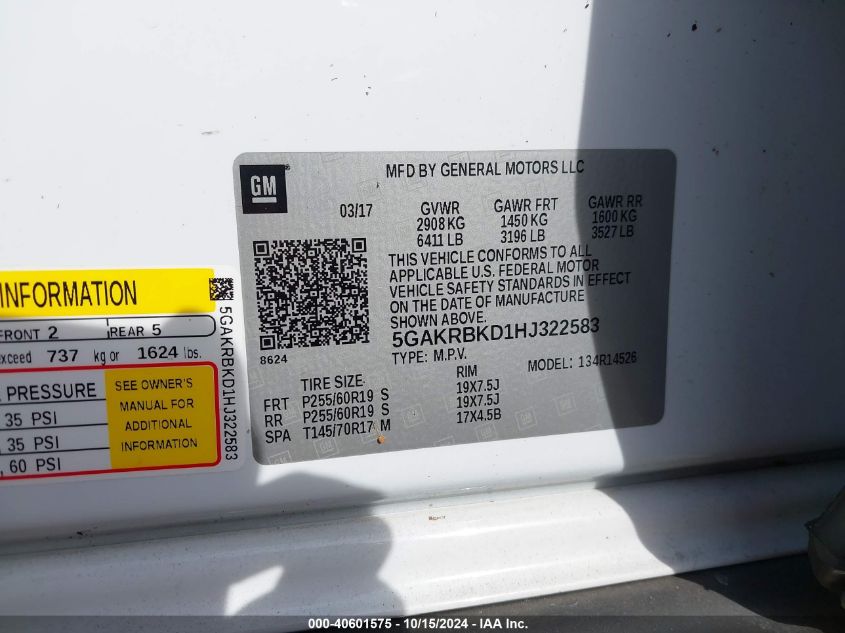 GM
MFD BY GENERAL MOTORS LLC
03/17
GVWR GAWR FRT GAWR RR
2908 KG 1450 KG 1600 KG
6411 LB 3196 LB 3527 LB
THIS VEHICLE CONFORMS TO ALL
APPLICABLE U.S. FEDERAL MOTOR
VEHICLE SAFETY STANDARDS IN EFFECT
ON THE DATE OF MANUFACTURE
SHOWN ABOVE.
5GAKRBKD1HJ322583
8624
TYPE: M.P.V. MODEL: 134R14526
TIRE SIZE RIM
FRT P255/60R19 S 19X7.5J
RR P255/60R19 S 19X7.5J
SPA T145/70R17 M 17X4.5B
INFORMATION
FRONT 2 REAR 5
exceed 737 kg or 1624 lbs.
PRESSURE
, 35 PSI
, 35 PSI
, 60 PSI
SEE OWNER'S
MANUAL FOR
ADDITIONAL
INFORMATION
5GAKRBKD1HJ322583
000-40601575 - 10/15/2024 - IAA Inc.